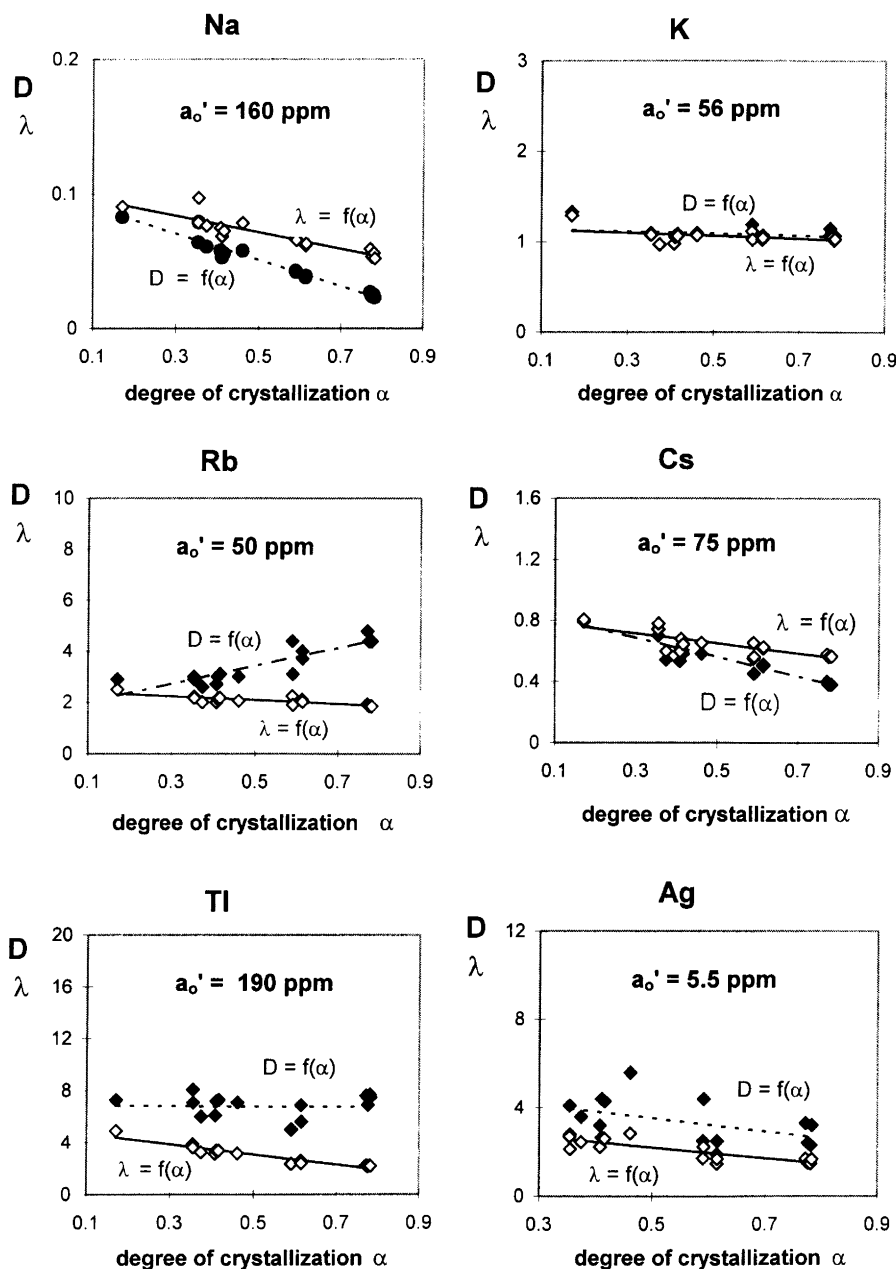 Na
D
λ
0.2
0.1
0
aₒ' = 160 ppm
λ = f(α)
D = f(α)
0.1 0.3 0.5 0.7 0.9
degree of crystallization α
K
D
λ
3
2
1
0
aₒ' = 56 ppm
D = f(α)
λ = f(α)
0.1 0.3 0.5 0.7 0.9
degree of crystallization α
Rb
D
λ
10
8
6
4
2
0
aₒ' = 50 ppm
D = f(α)
λ = f(α)
0.1 0.3 0.5 0.7 0.9
degree of crystallization α
Cs
D
λ
1.6
1.2
0.8
0.4
0
aₒ' = 75 ppm
λ = f(α)
D = f(α)
0.1 0.3 0.5 0.7 0.9
degree of crystallization α
Tl
D
λ
20
16
12
8
4
0
aₒ' = 190 ppm
D = f(α)
λ = f(α)
0.1 0.3 0.5 0.7 0.9
degree of crystallization α
Ag
D
λ
12
8
4
0
aₒ' = 5.5 ppm
D = f(α)
λ = f(α)
0.3 0.5 0.7 0.9
degree of crystallization α